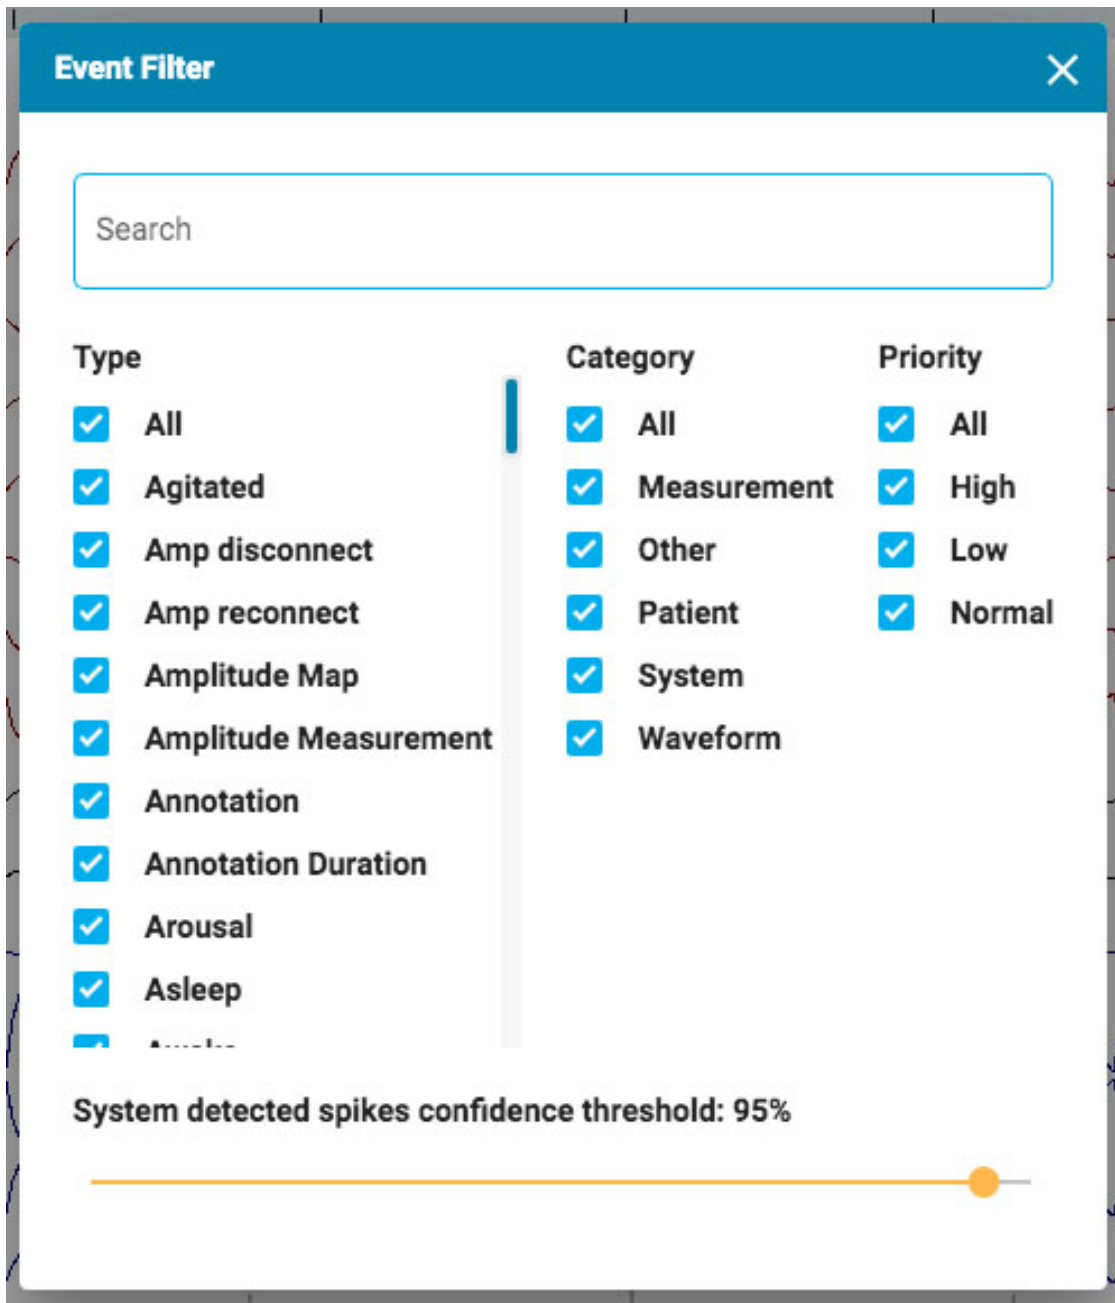 Event Filter
Search
Type
All
Agitated
Amp disconnect
Amp reconnect
Amplitude Map
Amplitude Measurement
Annotation
Annotation Duration
Arousal
Asleep
Category
All
Measurement
Other
Patient
System
Waveform
Priority
All
High
Low
Normal
System detected spikes confidence threshold: 95%